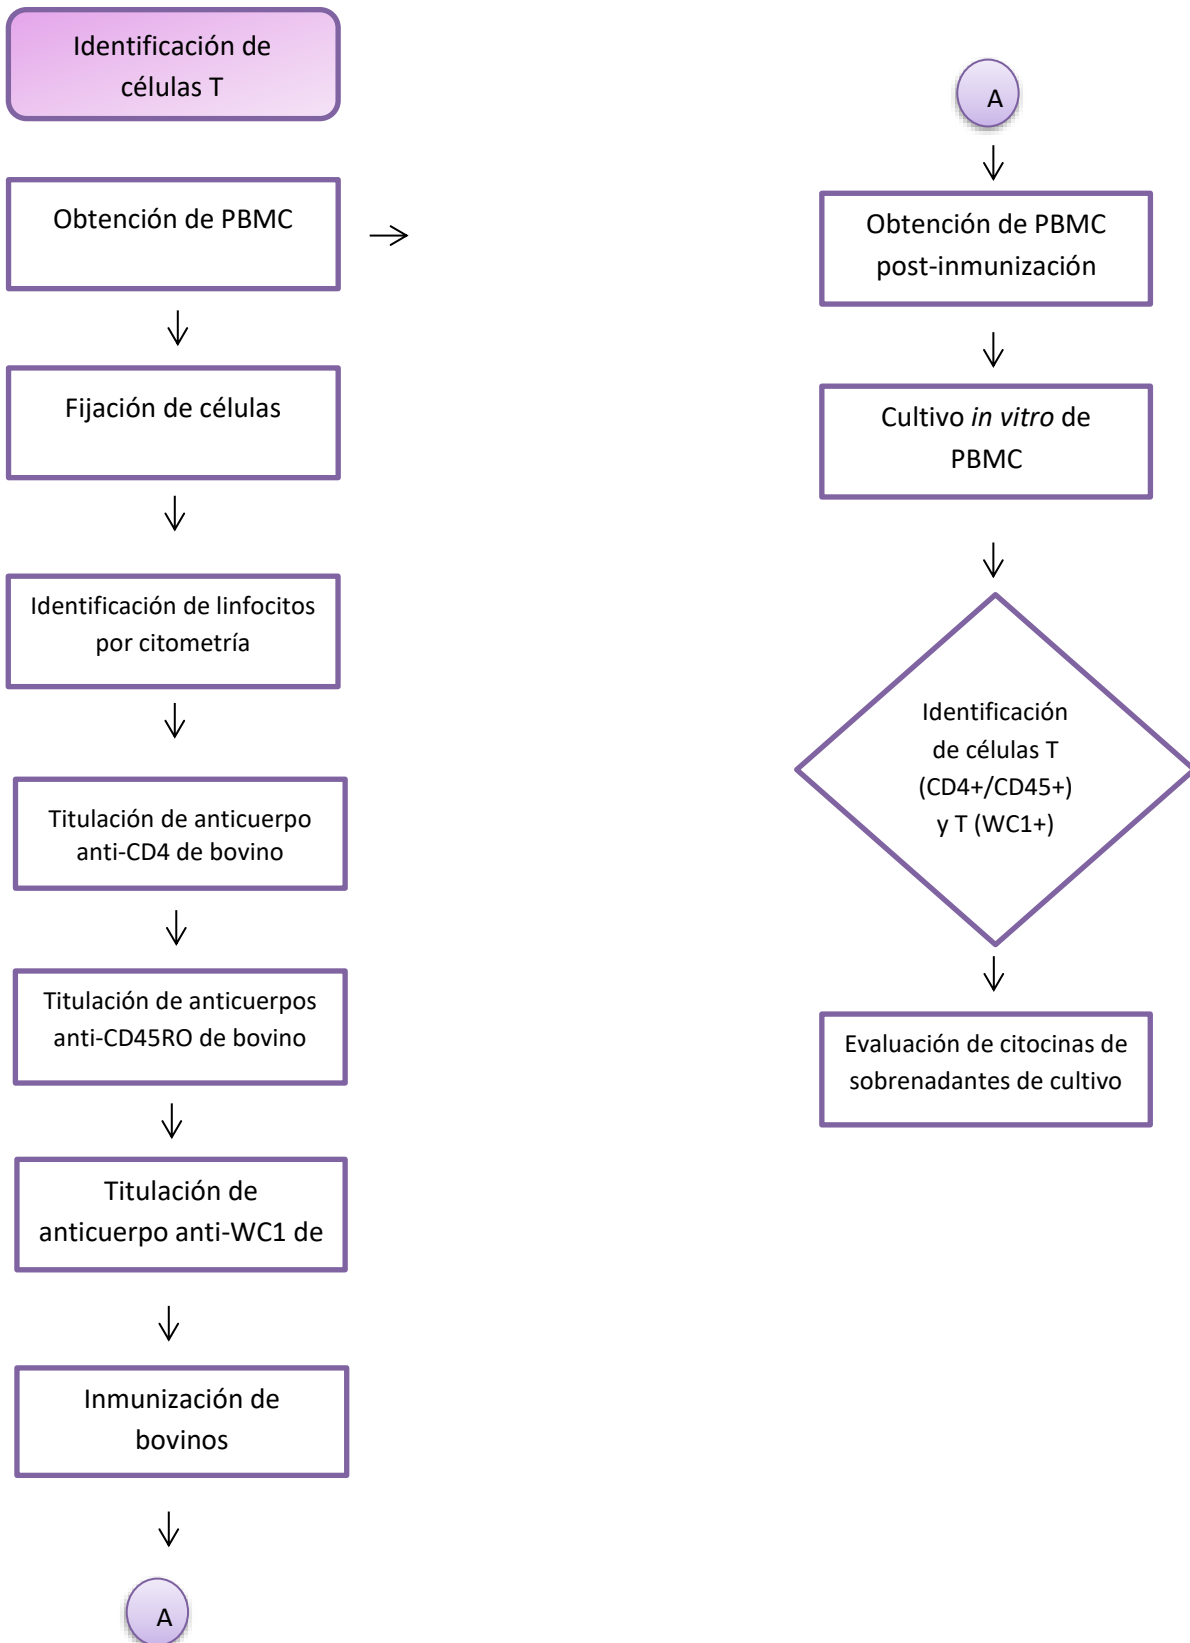 Identificación de
células T
Obtención de PBMC
Fijación de células
Identificación de linfocitos
por citometría
Titulación de anticuerpo
anti-CD4 de bovino
Titulación de anticuerpos
anti-CD45RO de bovino
Titulación de
anticuerpo anti-WC1 de
Inmunización de
bovinos
A
A
Obtención de PBMC
post-inmunización
Cultivo in vitro de
PBMC
Identificación
de células T
(CD4+/CD45+)
y T (WC1+)
Evaluación de citocinas de
sobrenadantes de cultivo